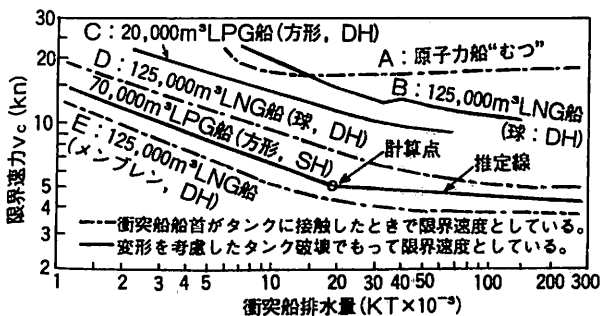 C：20,000m³LPG船(方形，DH)
A：原子力船“むつ”
D：125,000m³LNG船(球，DH)
B：125,000m³LNG船
(球：DH)
70,000m³LPG船(方形，SH)
E：125,000m³LNG船
(メンブレン，DH)
計算点
推定線
衝突船船首がタンクに接触したときで限界速度としている。
変形を考慮したタンク破壊でもって限界速度としている。
限界速力Vc(kn)
30
20
10
5
4
3
2
1 2 3 4 5 10 20 30 40 50 100 200 300
衝突船排水量(KT×10⁻³)